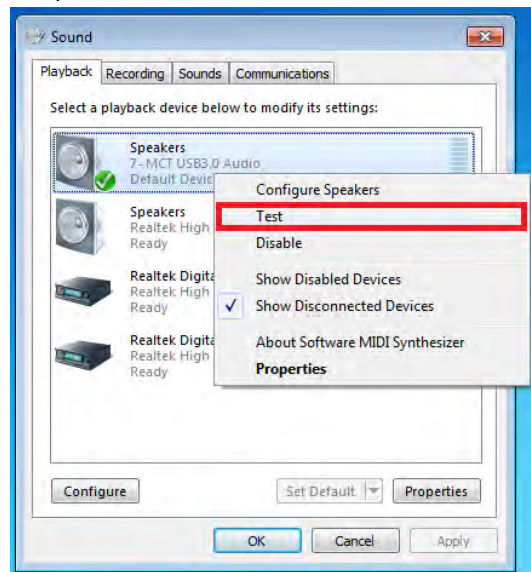 Sound
Playback Recording Sounds Communications
Select a playback device below to modify its settings:
Speakers
7- MCT USB3.0 Audio
Default Devic
Speakers
Realtek High
Ready
Realtek Digita
Realtek High
Ready
Realtek Digita
Realtek High
Ready
Configure Speakers
Test
Disable
Show Disabled Devices
✓ Show Disconnected Devices
About Software MIDI Synthesizer
Properties
Configure Set Default Properties
OK Cancel Apply